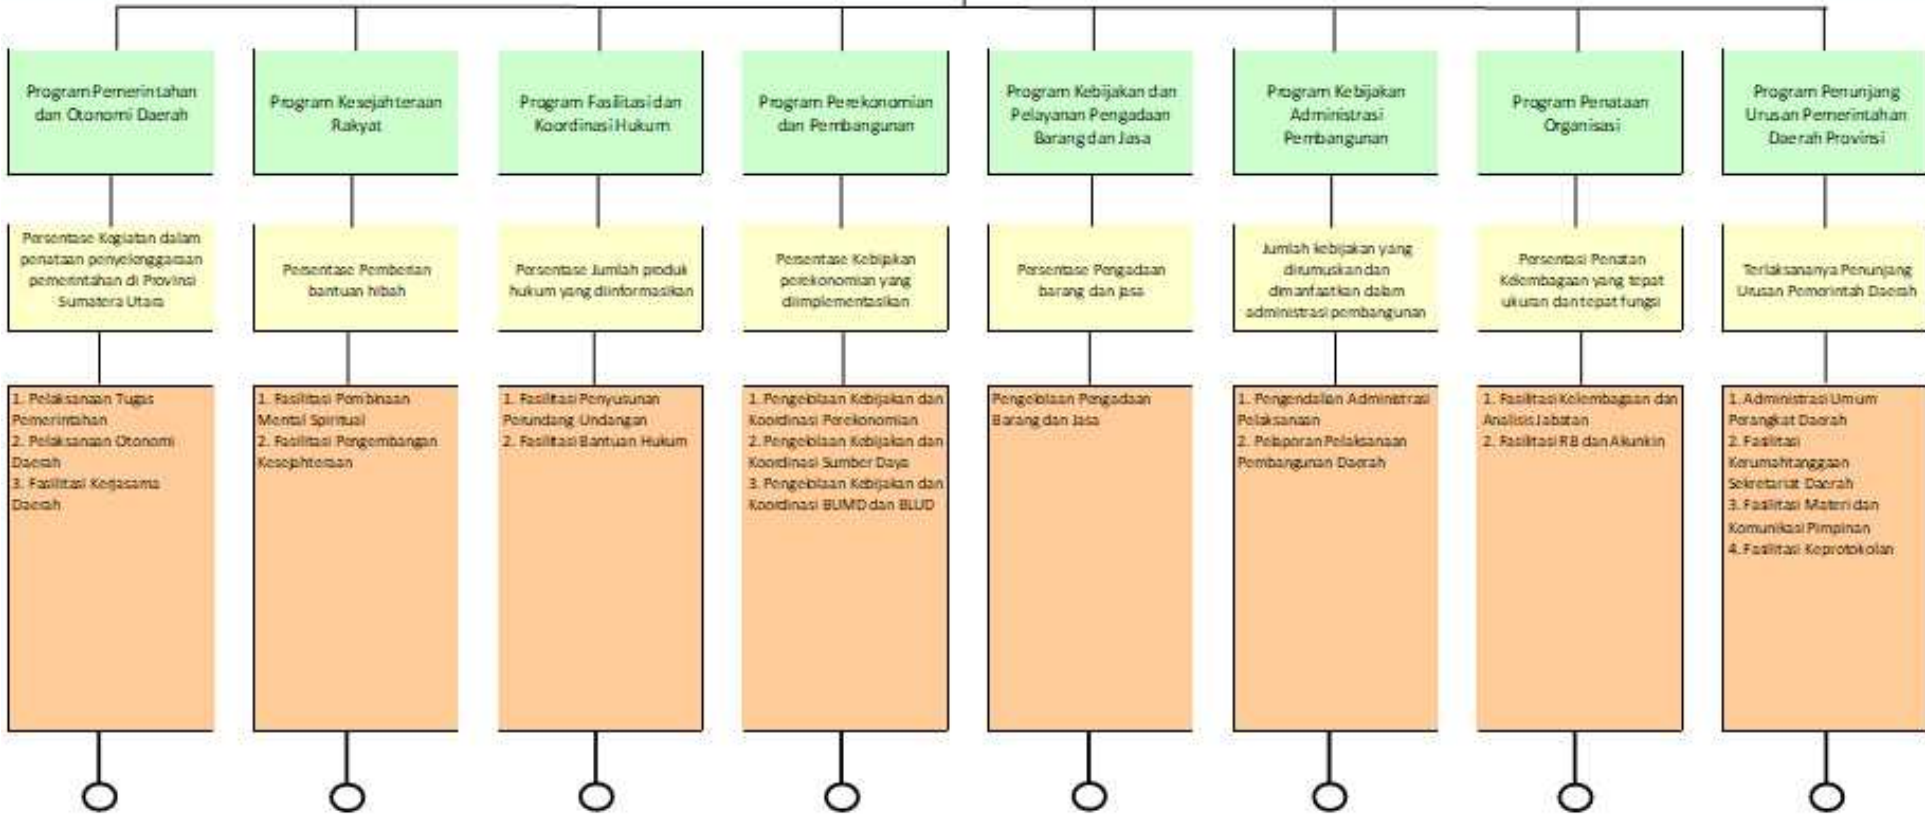 Program Pemerintahan
dan Otonomi Daerah
Program Kesejahteraan
Rakyat
Program Fasilitasi dan
Koordinasi Hukum
Program Perekonomian
dan Pembangunan
Program Kebijakan dan
Pelayanan Pengadaan
Barang dan Jasa
Program Kebijakan
Administrasi
Pembangunan
Program Penataan
Organisasi
Program Penunjang
Urusan Pemerintahan
Daerah Provinsi
Persentase Kegiatan dalam
penataan penyelenggaraan
pemerintahan di Provinsi
Sumatera Utara
Persentase Pemberian
bantuan hibah
Persentase Jumlah produk
hukum yang diinformasikan
Persentase Kebijakan
perekonomian yang
diimplementasikan
Persentase Pengadaan
barang dan jasa
Jumlah kebijakan yang
dirumuskan dan
dimanfaatkan dalam
administrasi pembangunan
Persentasi Penatan
Kelembagaan yang tepat
ukuran dan tepat fungsi
Terlaksananya Penunjang
Urusan Pemerintah Daerah
1. Pelaksanaan Tugas
Pemerintahan
2. Pelaksanaan Otonomi
Daerah
3. Fasilitasi Kerjasama
Daerah
1. Fasilitasi Pembinaan
Mental Spiritual
2. Fasilitasi Pengembangan
Kesejahteraan
1. Fasilitasi Penyusunan
Perundang Undangan
2. Fasilitasi Bantuan Hukum
1. Pengelolaan Kebijakan dan
Koordinasi Perekonomian
2. Pengelolaan Kebijakan dan
Koordinasi Sumber Daya
3. Pengelolaan Kebijakan dan
Koordinasi BUMD dan BLUD
Pengelolaan Pengadaan
Barang dan Jasa
1. Pengendalian Administrasi
Pelaksanaan
2. Pelaporan Pelaksanaan
Pembangunan Daerah
1. Fasilitasi Kelembagaan dan
Analisis Jabatan
2. Fasilitasi RB dan Akunkin
1. Administrasi Umum
Perangkat Daerah
2. Fasilitasi
Kerumahtanggaan
Sekretariat Daerah
3. Fasilitasi Materi dan
Komunikasi Pimpinan
4. Fasilitasi Keprotokolan